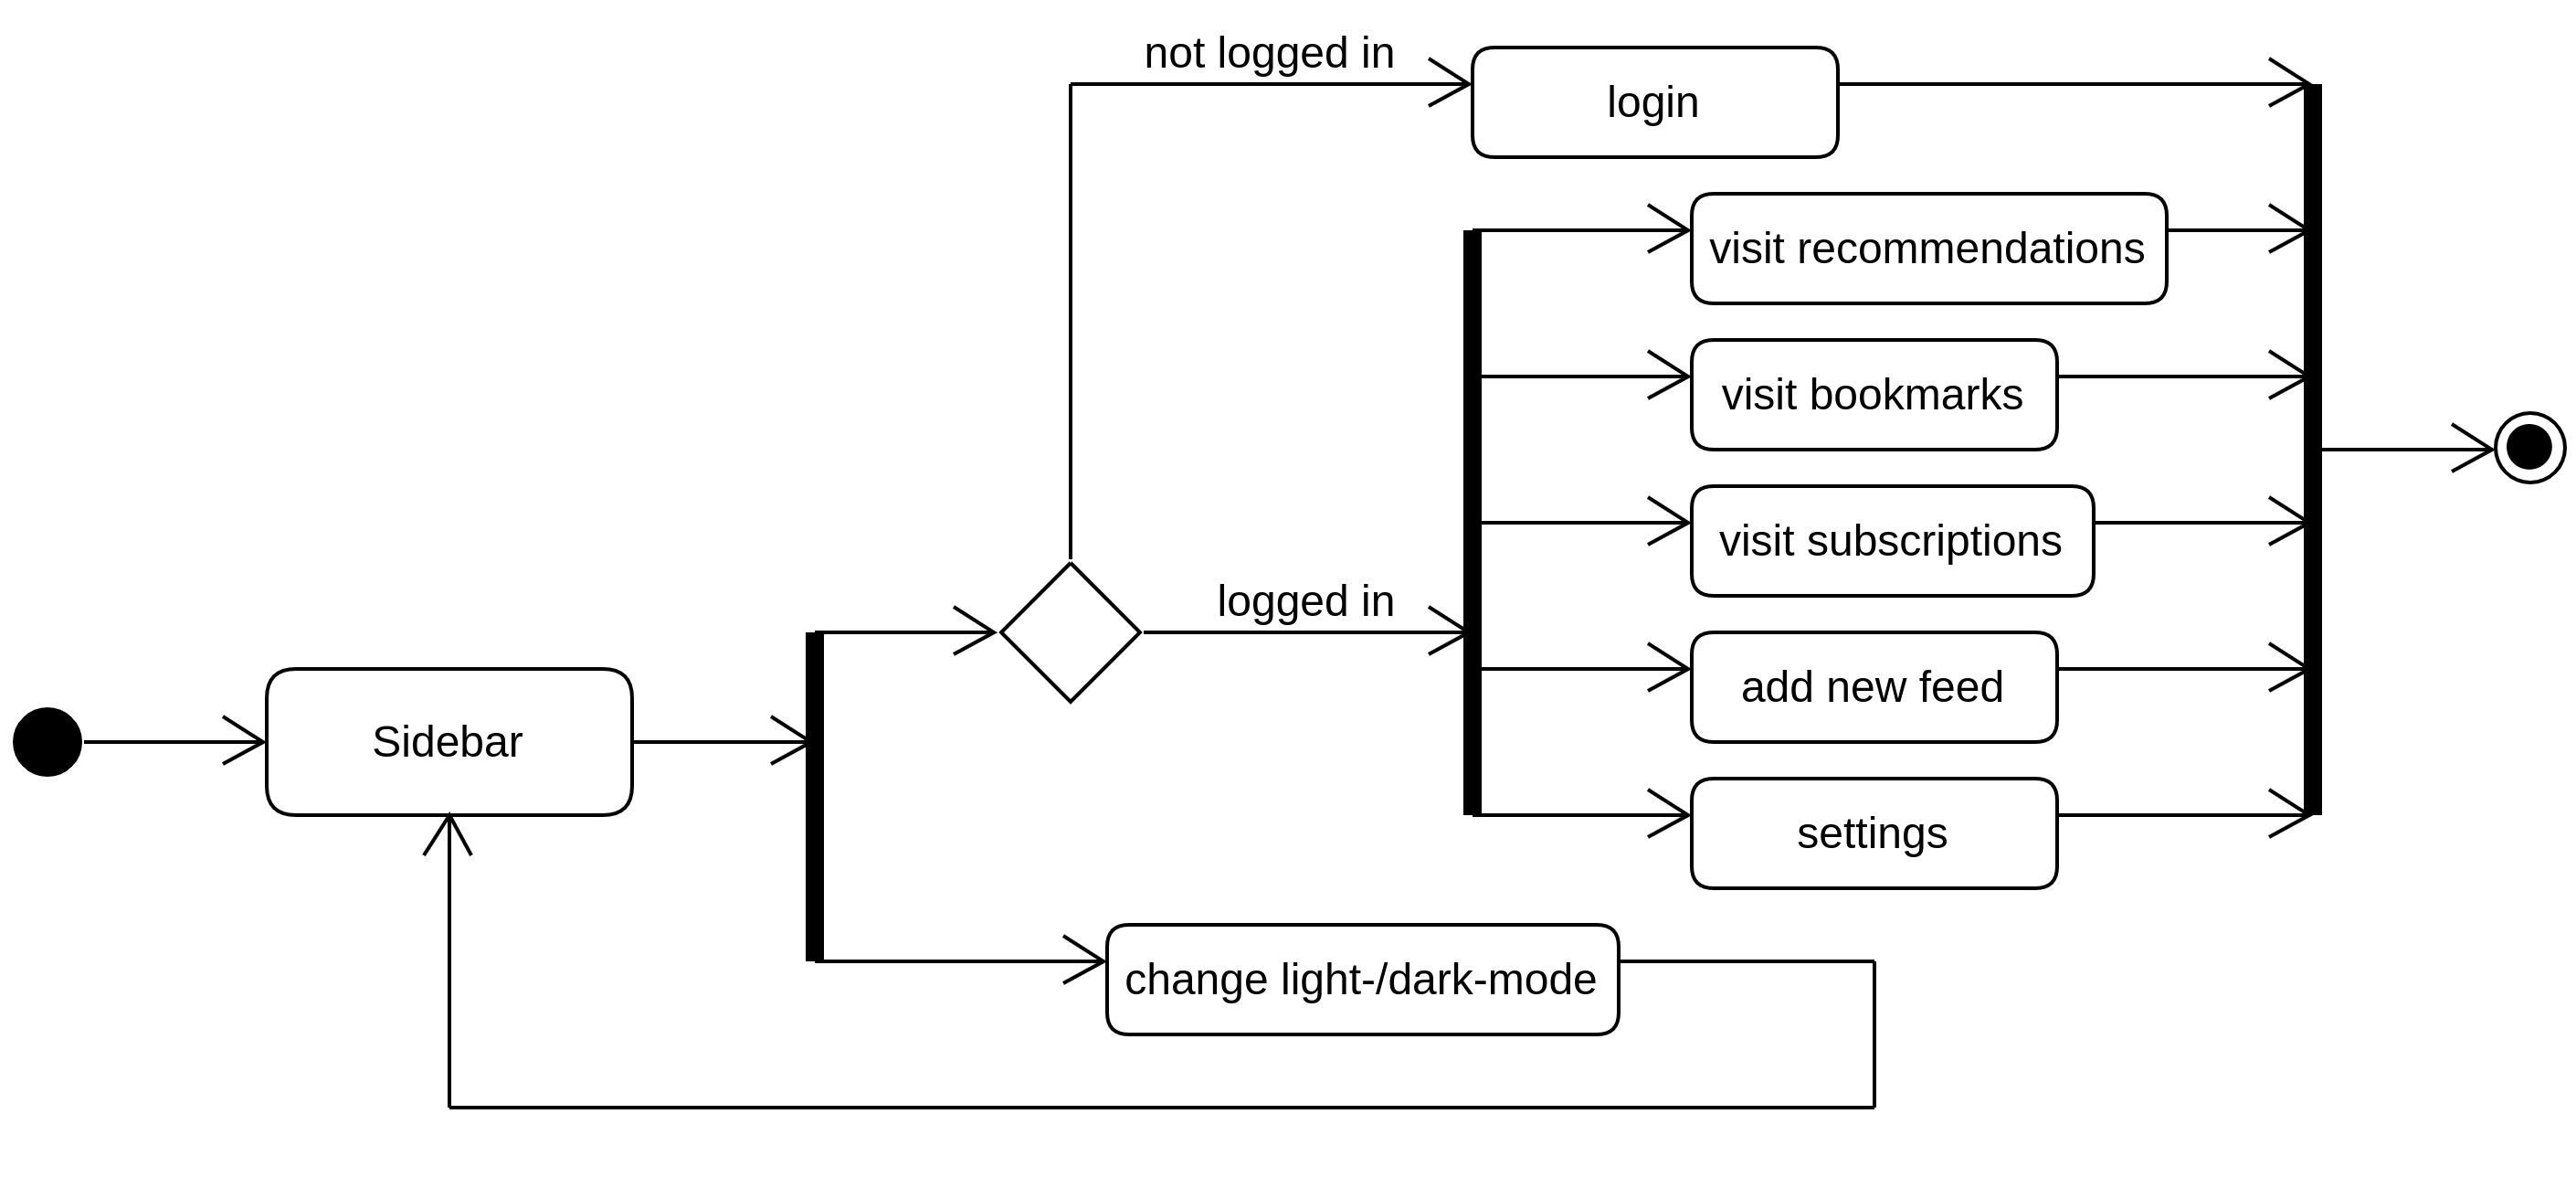 not logged in
login
visit recommendations
visit bookmarks
visit subscriptions
logged in
add new feed
Sidebar
settings
change light-/dark-mode